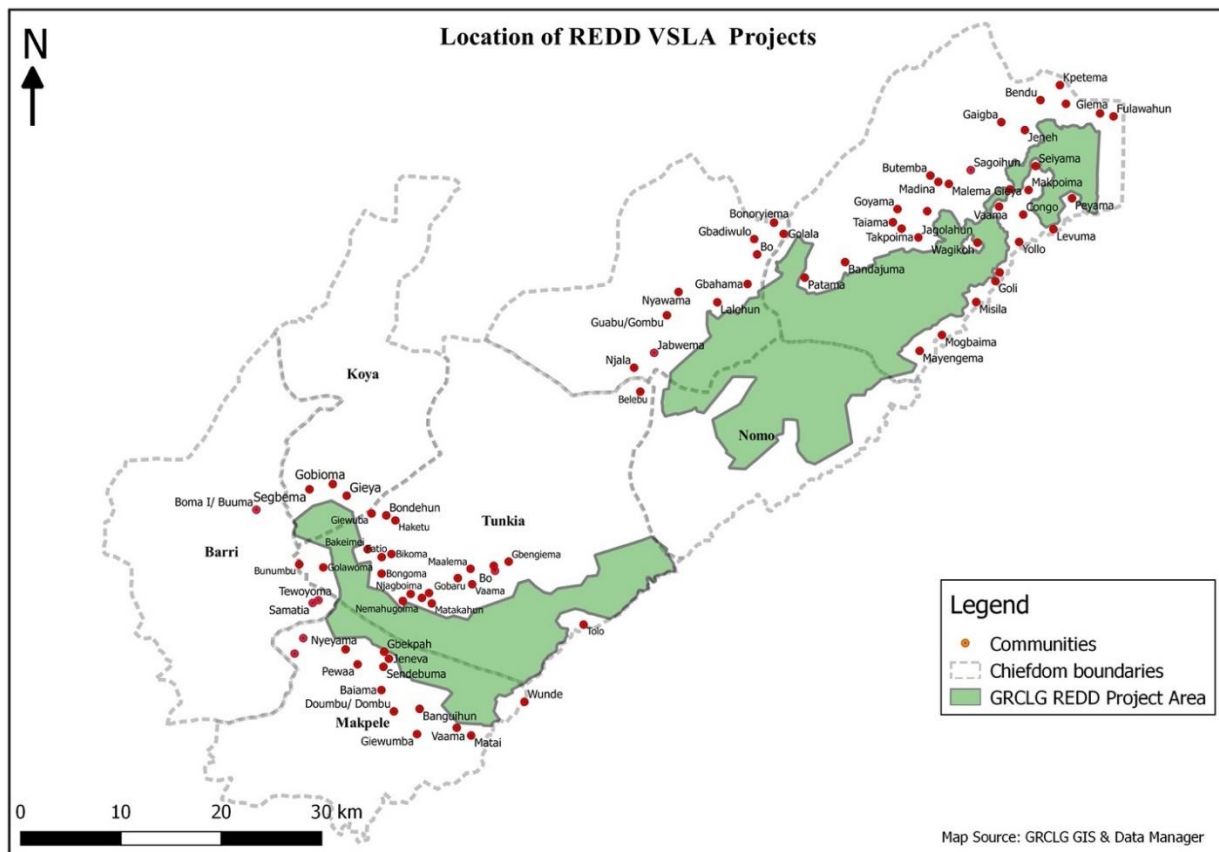 Location of REDD VSLA Projects
N
Kpetema
Bendu
Giema
Fulawahun
Gaigba
Jeneh
Sagoihun
Seiyama
Butemba
Madina
Malema
Gieya
Makpoima
Goyama
Vaama
Congo
Peyama
Bonoryiema
Taiama
Jagolahun
Levuma
Gbadiwulo
Golala
Takpoima
Wagikoh
Yollo
Bo
Bandajuma
Gbahama
Patama
Goli
Nyawama
Lalehun
Misila
Guabu/Gombu
Mogbaima
Jabwema
Mayengema
Njala
Koya
Belebu
Nomo
Gobioma
Gieya
Segbema
Boma I/ Buuma
Giewuba
Bondehun
Haketu
Tunkia
Barri
Bakeimei
Fatio
Bikoma
Gbengiema
Maalema
Bunumbu
Golawoma
Bongoma
Bo
Njagboima
Gobaru
Vaama
Tewoyoma
Samatia
Nemahugoima
Matakahun
Tolo
Nyeyama
Gbekpah
Jeneva
Pewaa
Sendebuma
Baiama
Wunde
Doumbu/ Dombu
Banguihun
Makpele
Giewumba
Vaama
Matai
Legend
Communities
Chiefdom boundaries
GRCLG REDD Project Area
0 10 20 30 km
Map Source: GRCLG GIS & Data Manager